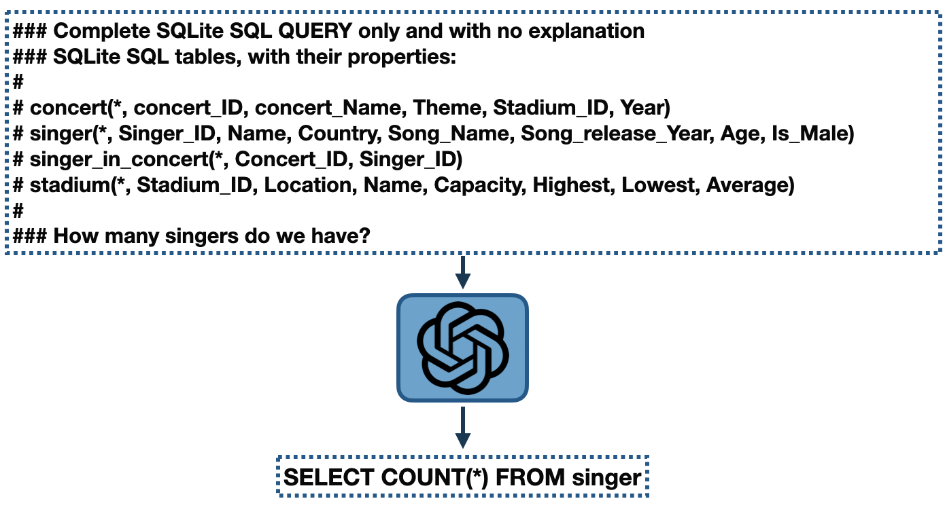 ### Complete SQLite SQL QUERY only and with no explanation
### SQLite SQL tables, with their properties:
#
# concert(*, concert_ID, concert_Name, Theme, Stadium_ID, Year)
# singer(*, Singer_ID, Name, Country, Song_Name, Song_release_Year, Age, Is_Male)
# singer_in_concert(*, Concert_ID, Singer_ID)
# stadium(*, Stadium_ID, Location, Name, Capacity, Highest, Lowest, Average)
#
### How many singers do we have?
SELECT COUNT(*) FROM singer